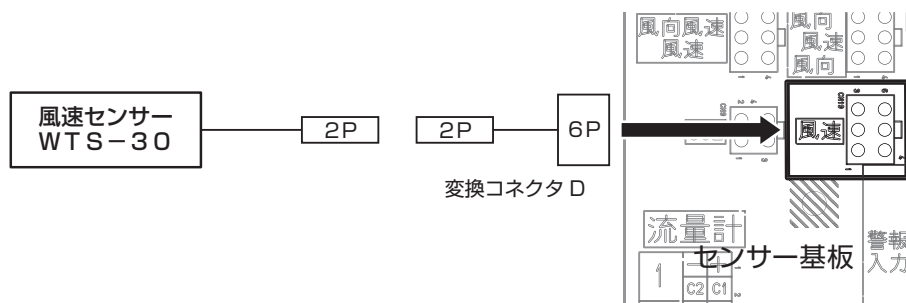 風向風速
風速
風速
風向
風速センサー
WTS-30
2P
2P
6P
変換コネクタ D
CN19
風速
流量計
1
- +
C2 C1
センサー基板
警報
入力